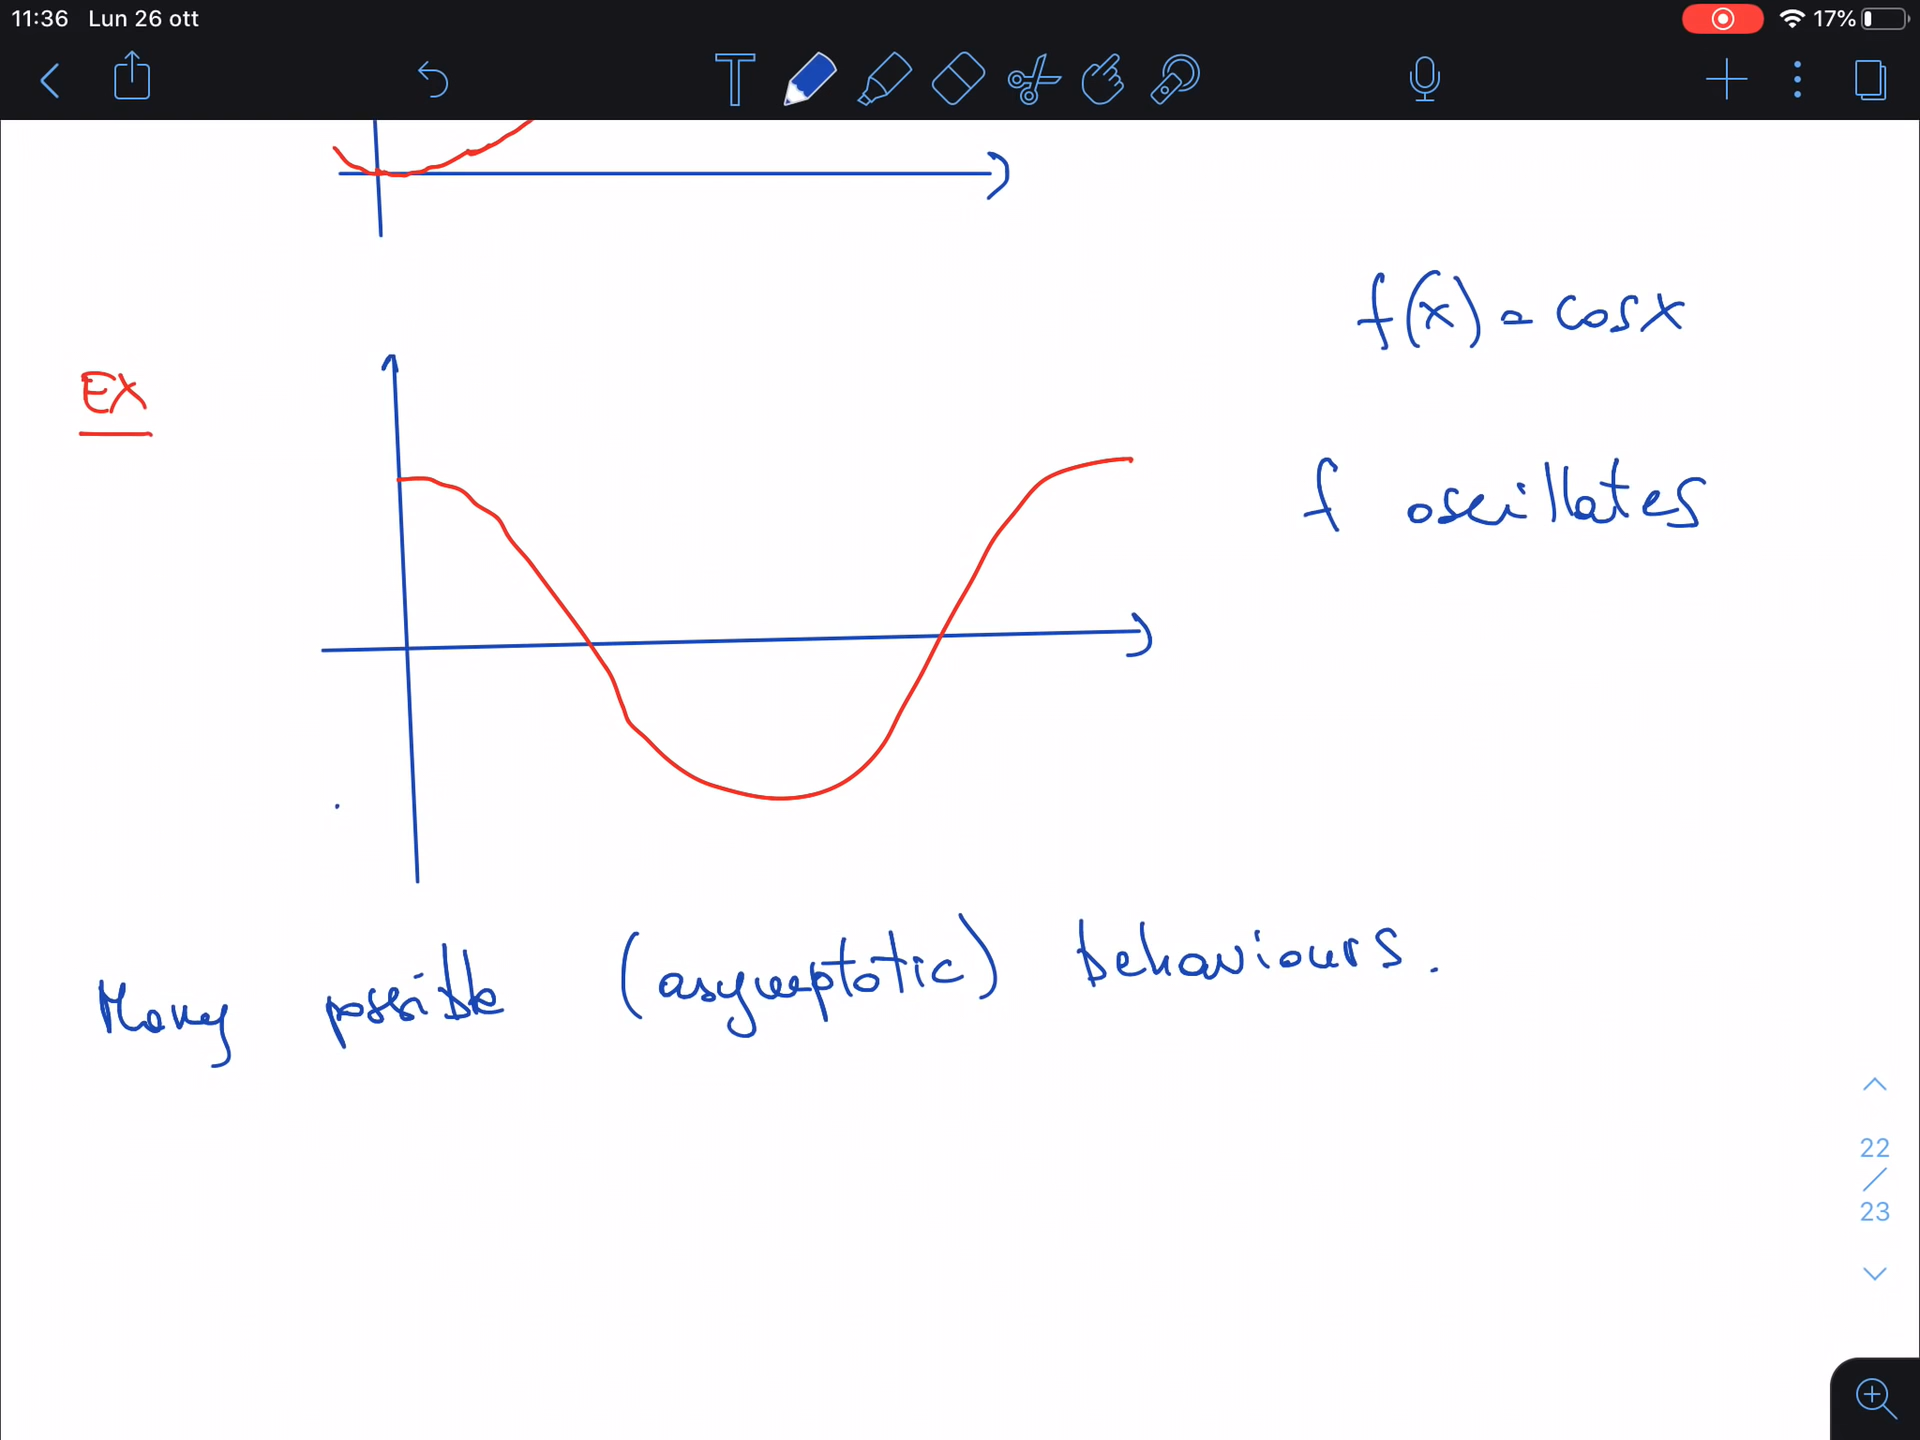 11:36 Lun 26 ott 17%
f(x) = cosx
EX
f oscillates
Many possible (asymptotic) behaviours.
22
/
23